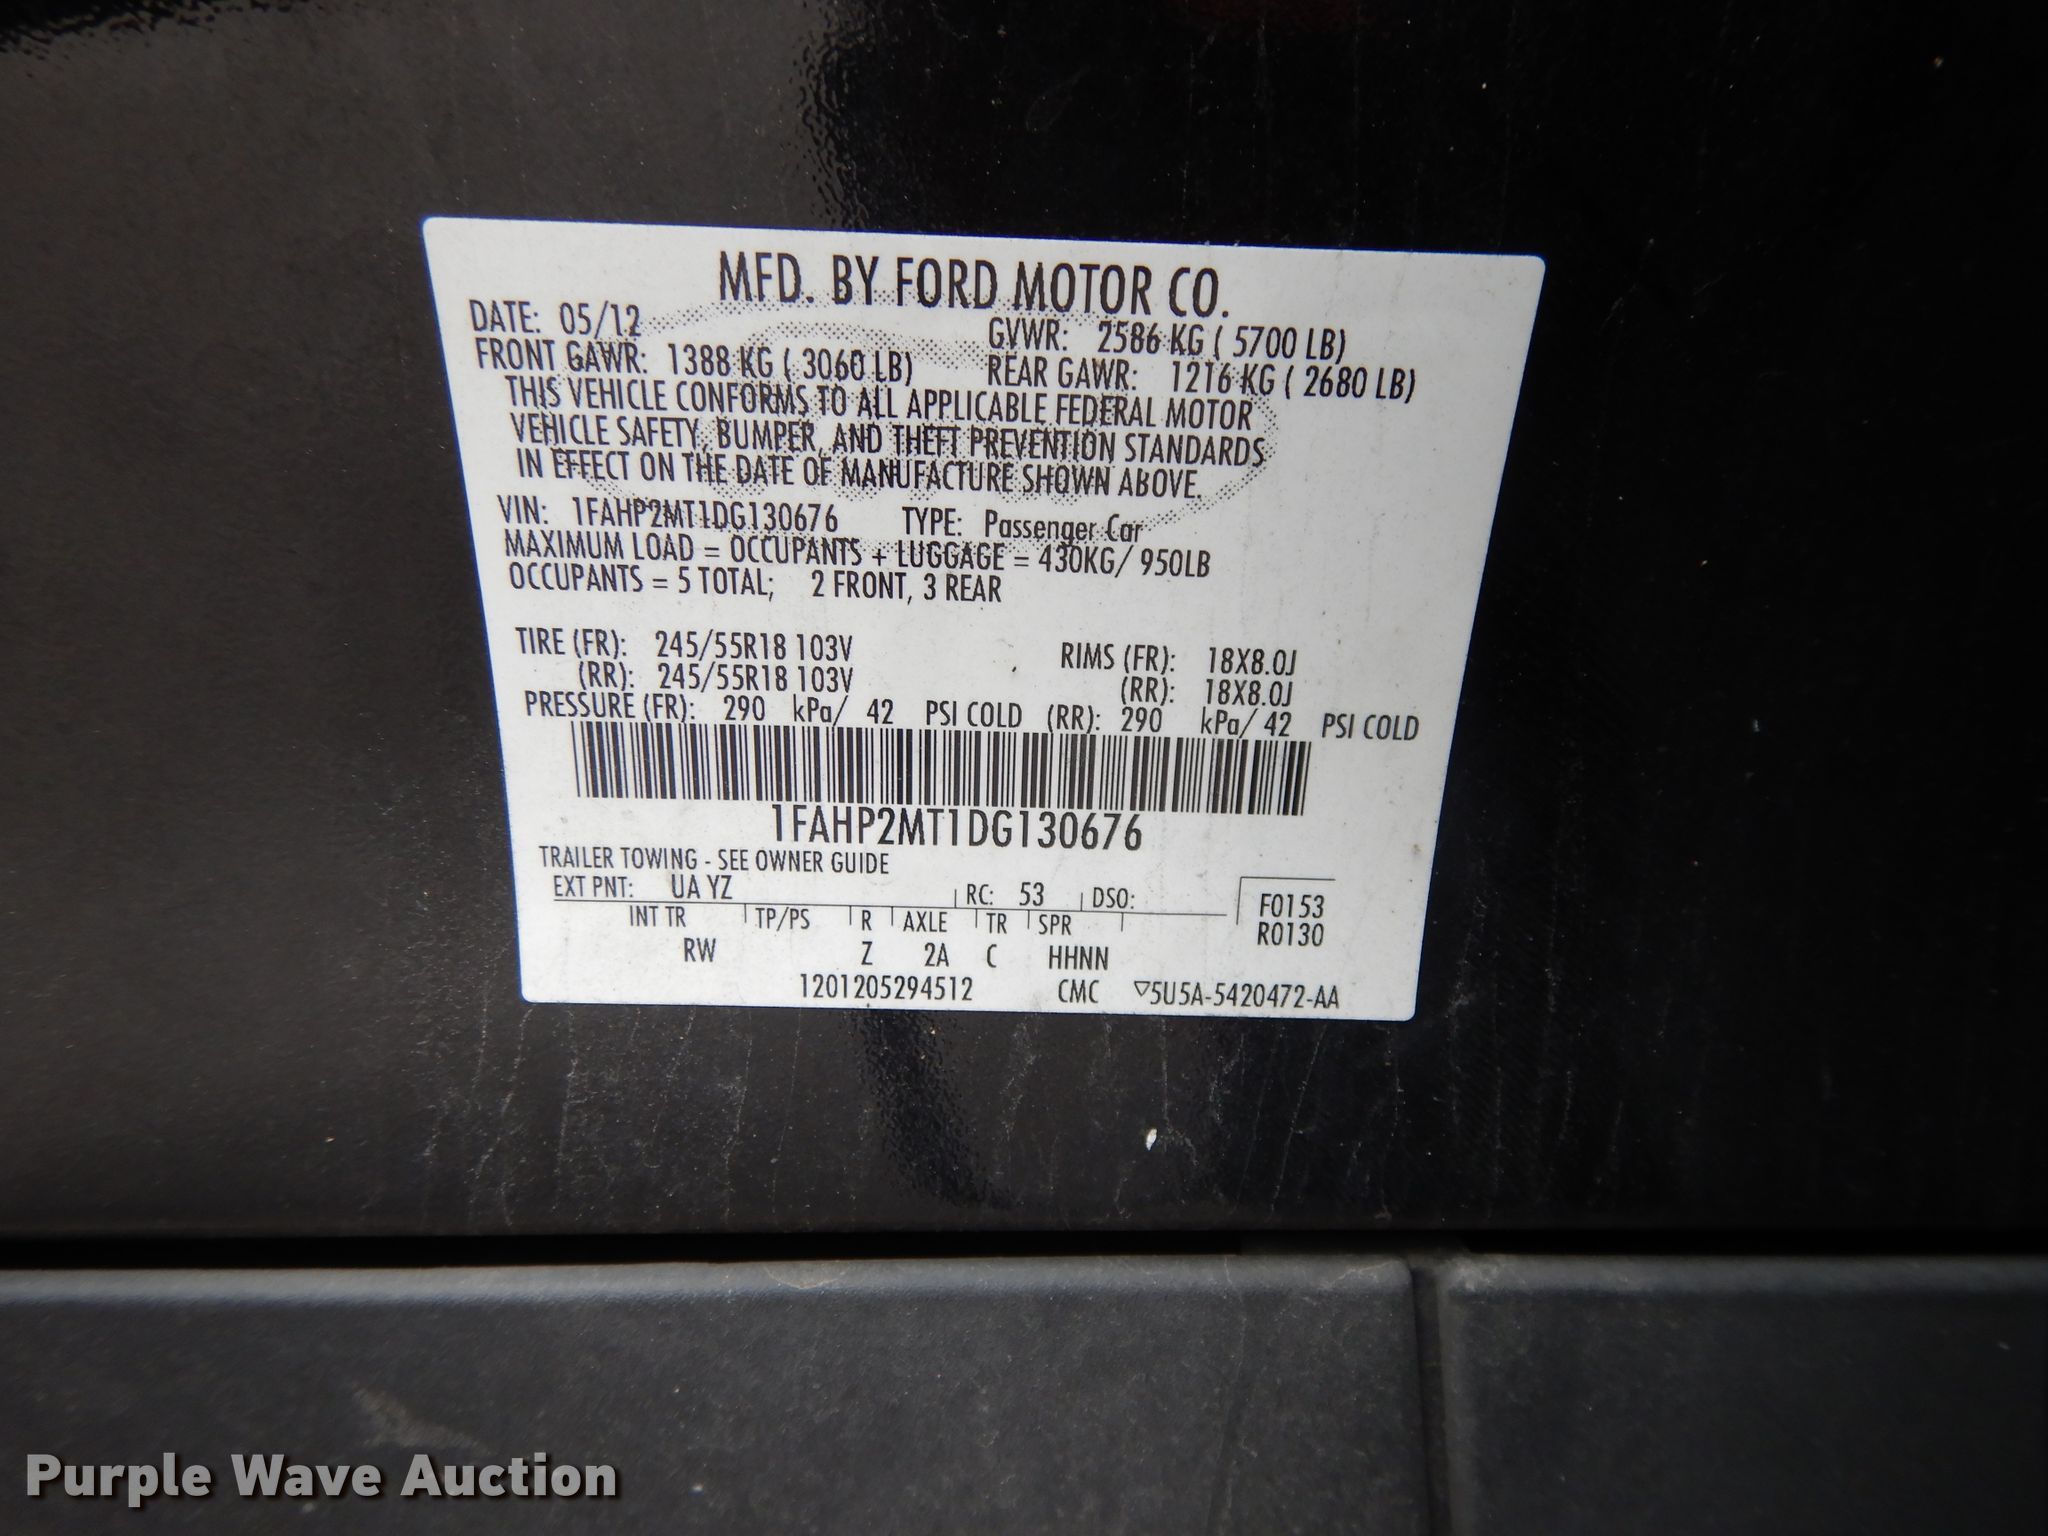 MFD. BY FORD MOTOR CO.
DATE: 05/12 GVWR: 2586 KG ( 5700 LB)
FRONT GAWR: 1388 KG ( 3060 LB) REAR GAWR: 1216 KG ( 2680 LB)
THIS VEHICLE CONFORMS TO ALL APPLICABLE FEDERAL MOTOR
VEHICLE SAFETY, BUMPER, AND THEFT PREVENTION STANDARDS
IN EFFECT ON THE DATE OF MANUFACTURE SHOWN ABOVE.
VIN: 1FAHP2MT1DG130676 TYPE: Passenger Car
MAXIMUM LOAD = OCCUPANTS + LUGGAGE = 430KG/ 950LB
OCCUPANTS = 5 TOTAL; 2 FRONT, 3 REAR
TIRE (FR): 245/55R18 103V RIMS (FR): 18X8.0J
(RR): 245/55R18 103V (RR): 18X8.0J
PRESSURE (FR): 290 kPa/ 42 PSI COLD (RR): 290 kPa/ 42 PSI COLD
1FAHP2MT1DG130676
TRAILER TOWING - SEE OWNER GUIDE
EXT PNT: UA YZ RC: 53 DSO: F0153
INT TR TP/PS R AXLE TR SPR R0130
RW Z 2A C HHNN
1201205294512 CMC ▽5U5A-5420472-AA
Purple Wave Auction